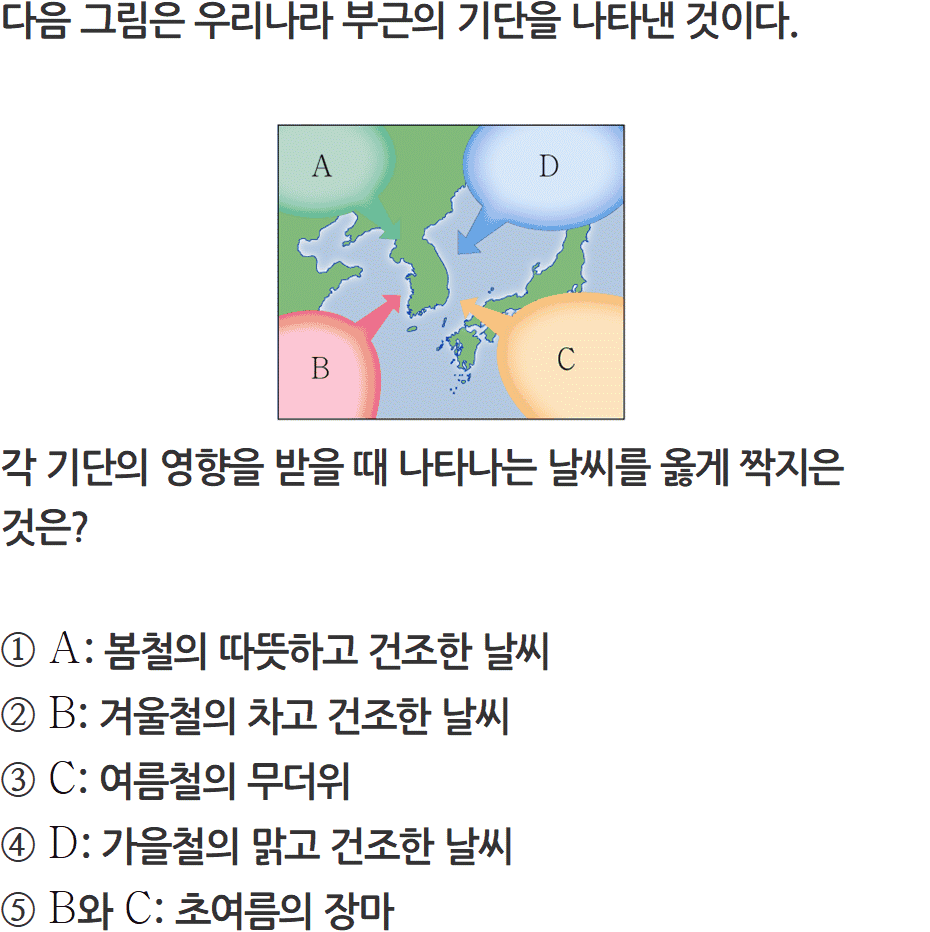 다음 그림은 우리나라 부근의 기단을 나타낸 것이다.
A
D
B
C
각 기단의 영향을 받을 때 나타나는 날씨를 옳게 짝지은
것은?
① A: 봄철의 따뜻하고 건조한 날씨
② B: 겨울철의 차고 건조한 날씨
③ C: 여름철의 무더위
④ D: 가을철의 맑고 건조한 날씨
⑤ B와 C: 초여름의 장마